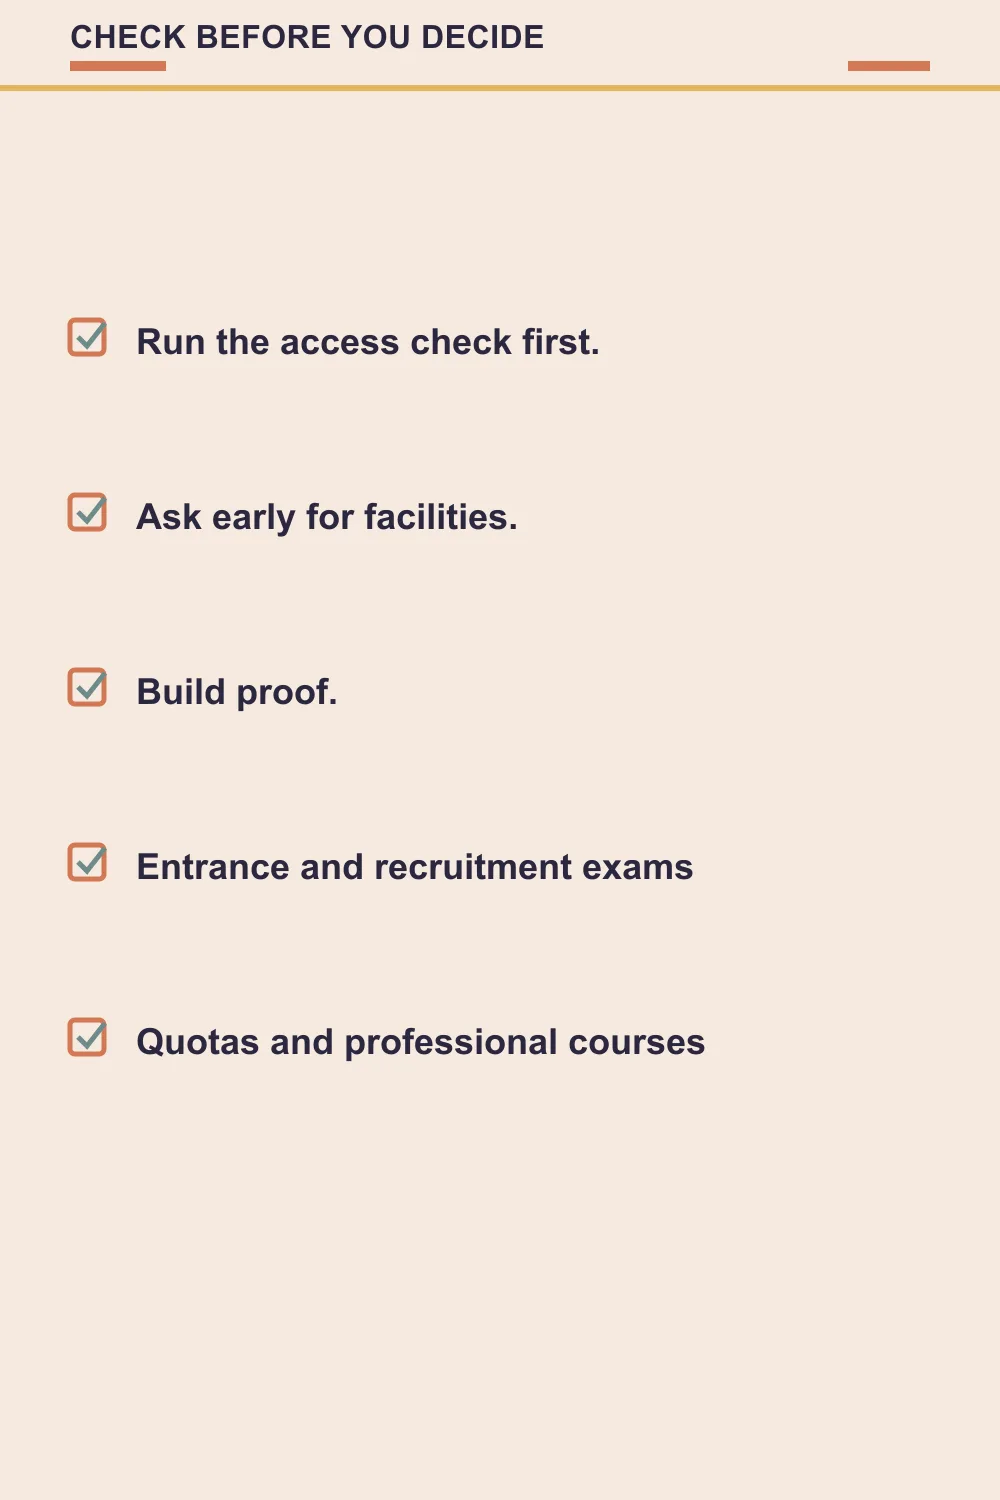 CHECK BEFORE YOU DECIDE
Run the access check first.
Ask early for facilities.
Build proof.
Entrance and recruitment exams
Quotas and professional courses